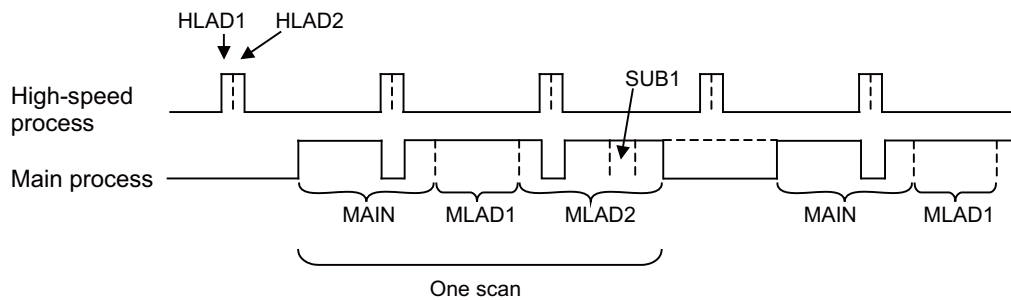 HLAD1 HLAD2
SUB1
High-speed
process
Main process
MAIN MLAD1 MLAD2 MAIN MLAD1
One scan